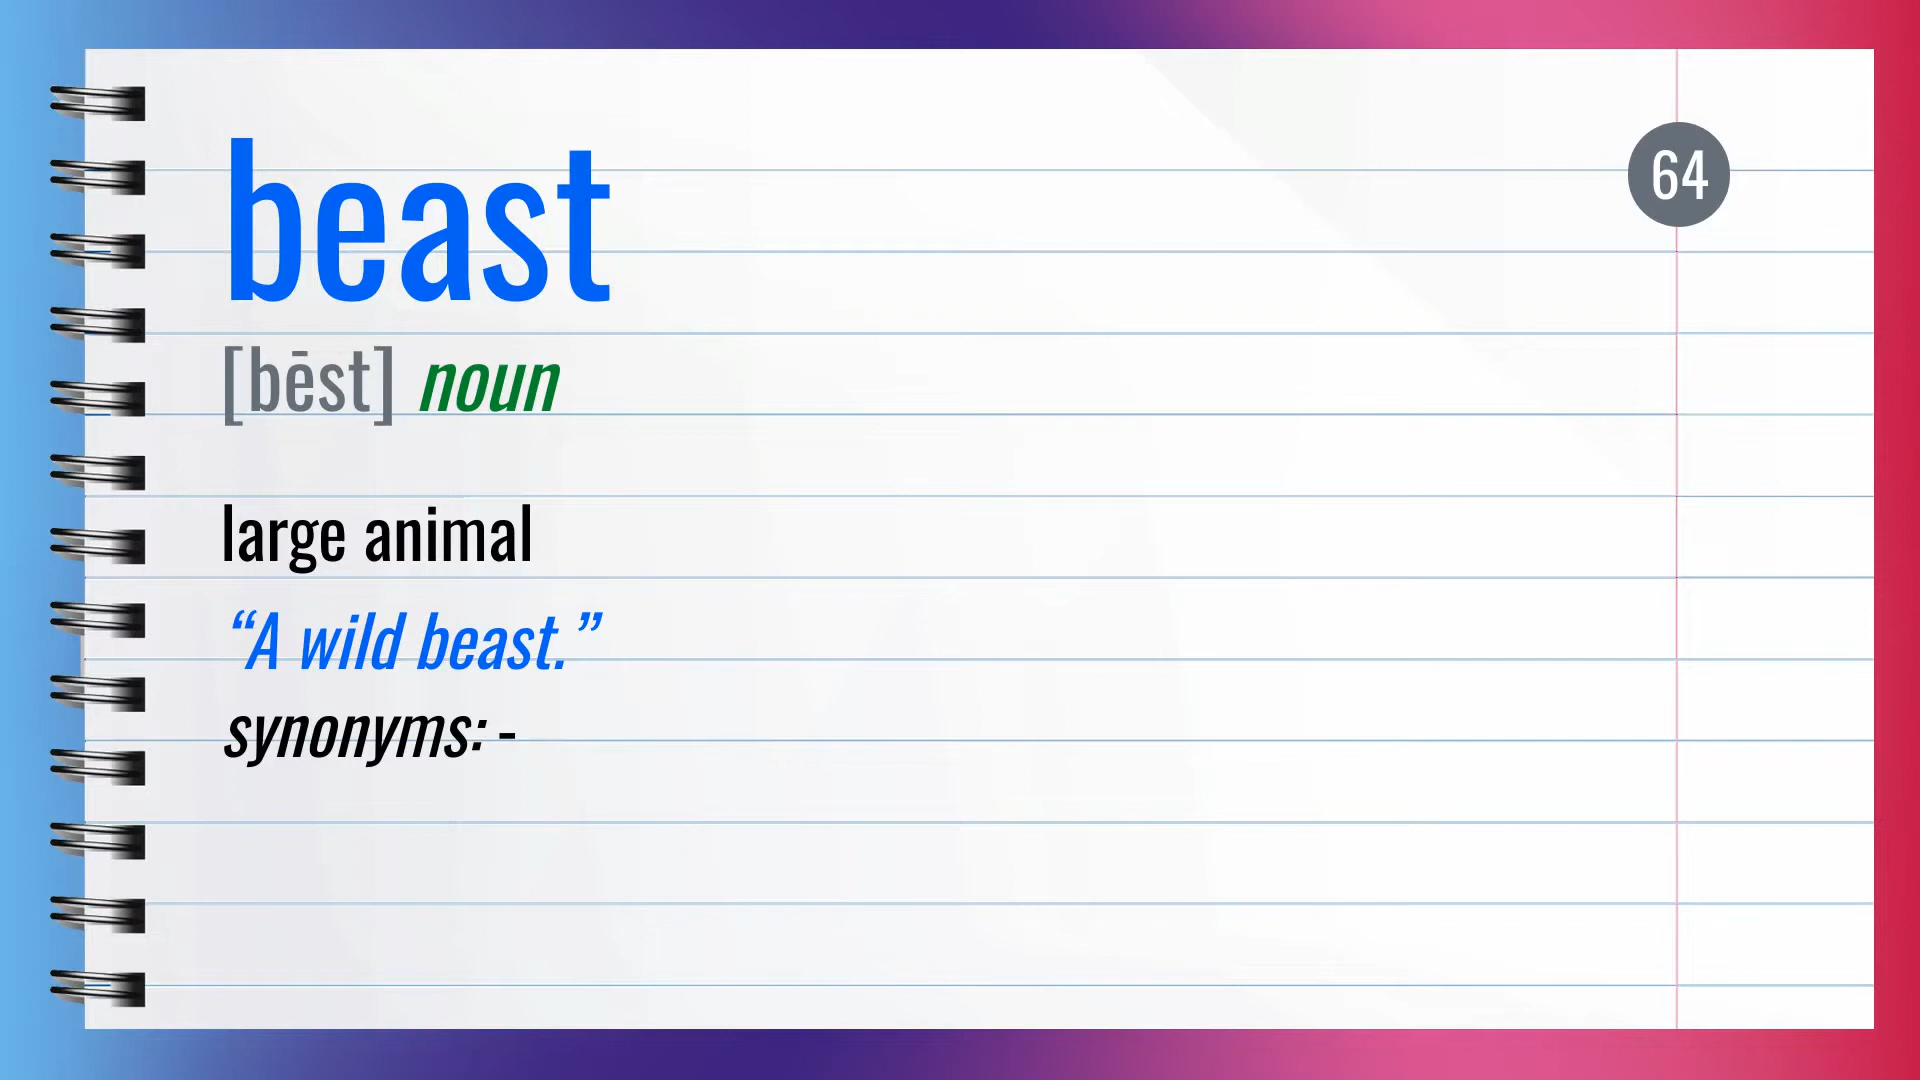 beast
64
[bēst] noun
large animal
“A wild beast.”
synonyms: -